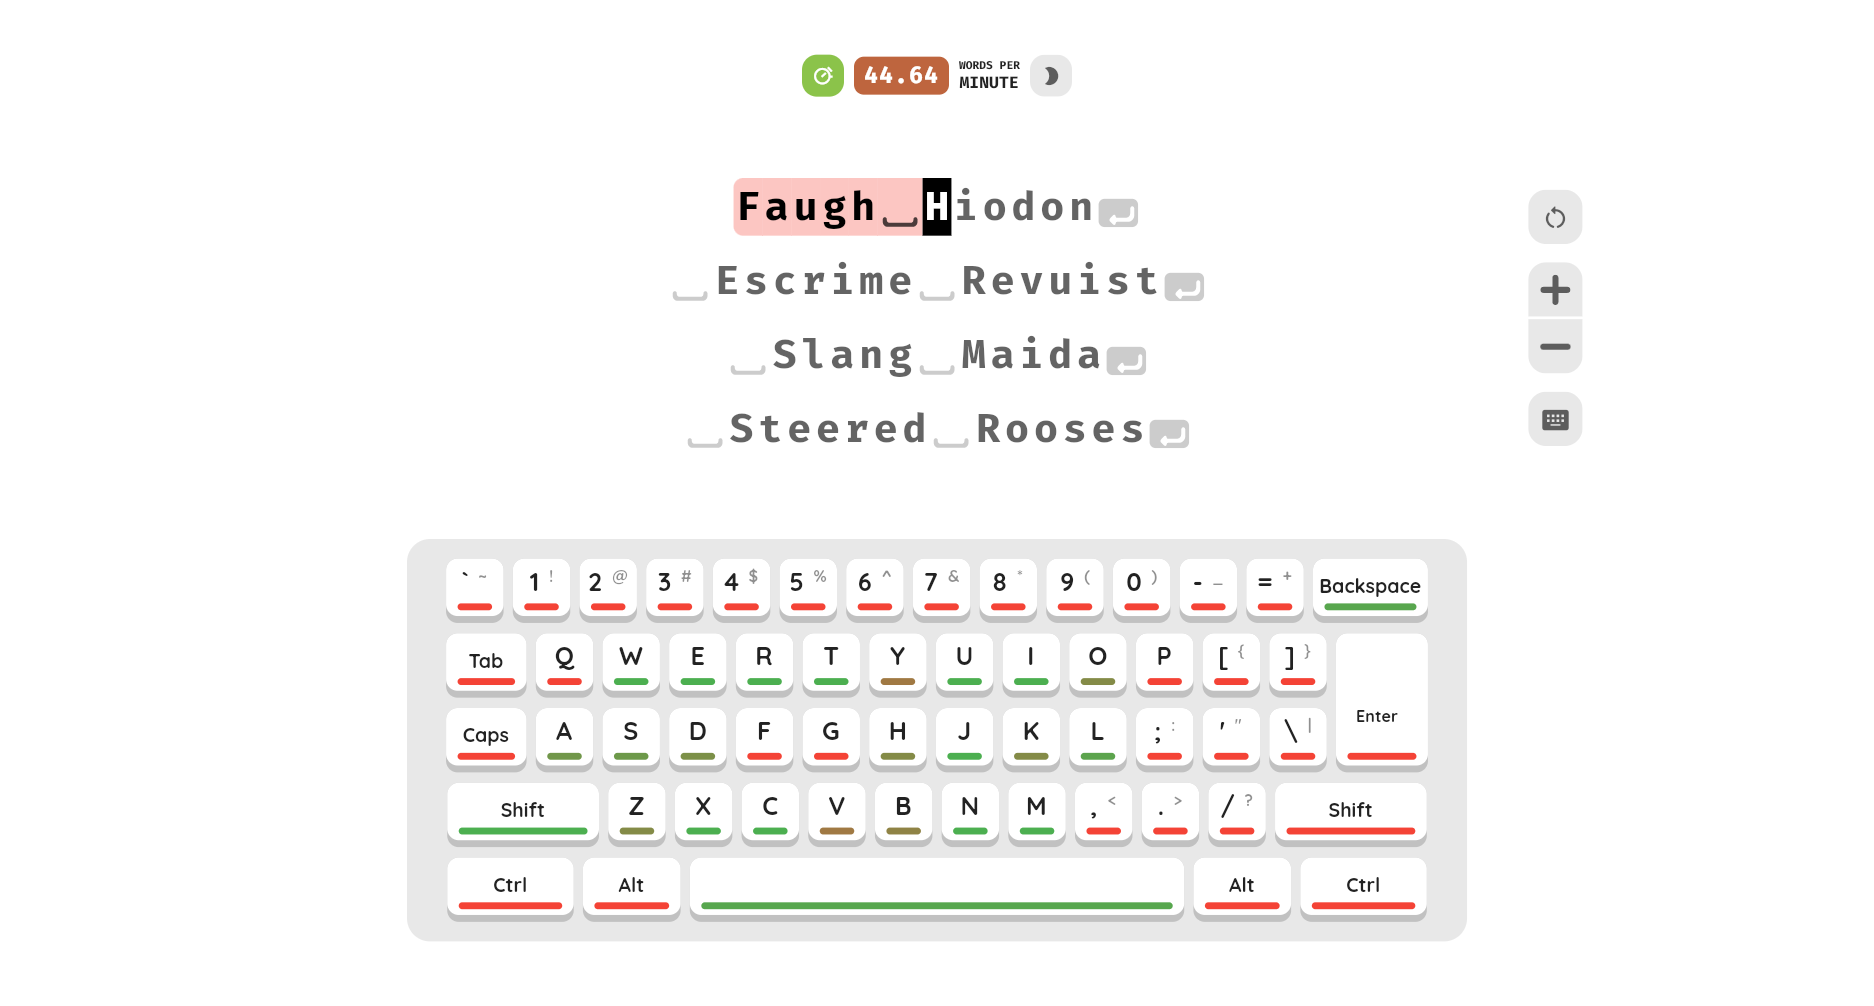 44.64 WORDS PER MINUTE
Faugh Hiodon
Escrime Revuist
Slang Maida
Steered Rooses
` ~ 1 ! 2 @ 3 # 4 $ 5 % 6 ^ 7 & 8 * 9 ( 0 ) - _ = + Backspace
Tab Q W E R T Y U I O P [ { ] }
Caps A S D F G H J K L ; : ' " \ | Enter
Shift Z X C V B N M , < . > / ? Shift
Ctrl Alt Alt Ctrl